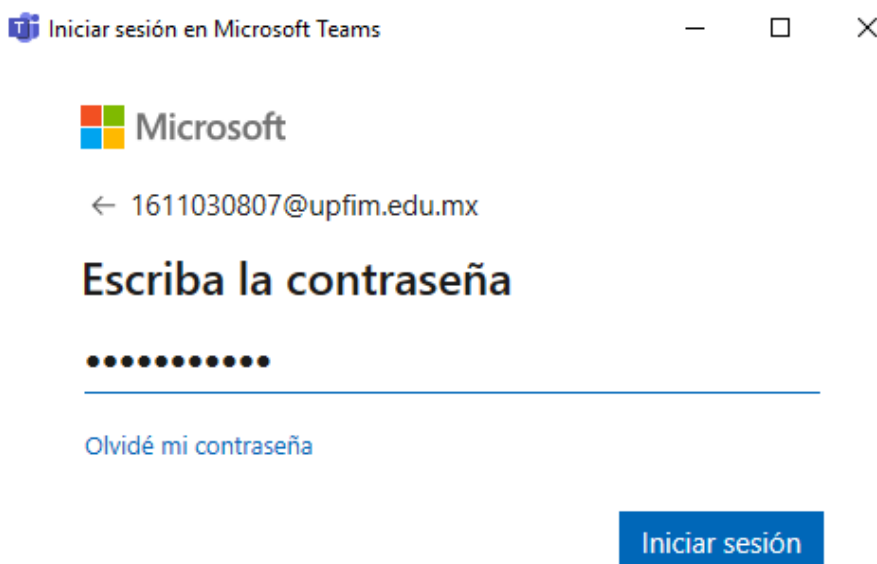 Iniciar sesión en Microsoft Teams
Microsoft
← 1611030807@upfim.edu.mx
Escriba la contraseña
•••••••••••
Olvidé mi contraseña
Iniciar sesión